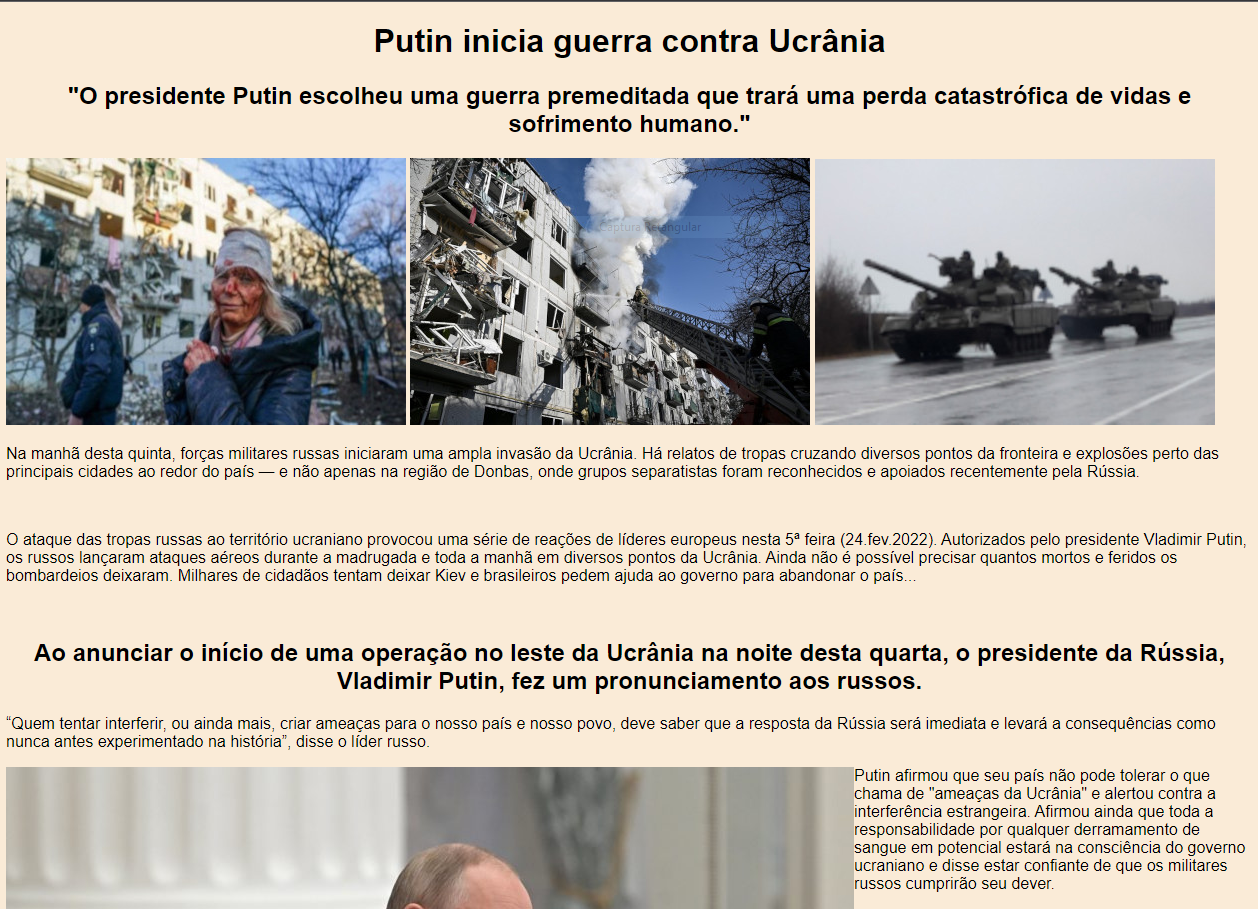 Putin inicia guerra contra Ucrânia
"O presidente Putin escolheu uma guerra premeditada que trará uma perda catastrófica de vidas e
sofrimento humano."
Captura Retangular
Na manhã desta quinta, forças militares russas iniciaram uma ampla invasão da Ucrânia. Há relatos de tropas cruzando diversos pontos da fronteira e explosões perto das
principais cidades ao redor do país — e não apenas na região de Donbas, onde grupos separatistas foram reconhecidos e apoiados recentemente pela Rússia.
O ataque das tropas russas ao território ucraniano provocou uma série de reações de líderes europeus nesta 5ª feira (24.fev.2022). Autorizados pelo presidente Vladimir Putin,
os russos lançaram ataques aéreos durante a madrugada e toda a manhã em diversos pontos da Ucrânia. Ainda não é possível precisar quantos mortos e feridos os
bombardeios deixaram. Milhares de cidadãos tentam deixar Kiev e brasileiros pedem ajuda ao governo para abandonar o país...
Ao anunciar o início de uma operação no leste da Ucrânia na noite desta quarta, o presidente da Rússia,
Vladimir Putin, fez um pronunciamento aos russos.
“Quem tentar interferir, ou ainda mais, criar ameaças para o nosso país e nosso povo, deve saber que a resposta da Rússia será imediata e levará a consequências como
nunca antes experimentado na história”, disse o líder russo.
Putin afirmou que seu país não pode tolerar o que
chama de "ameaças da Ucrânia" e alertou contra a
interferência estrangeira. Afirmou ainda que toda a
responsabilidade por qualquer derramamento de
sangue em potencial estará na consciência do governo
ucraniano e disse estar confiante de que os militares
russos cumprirão seu dever.